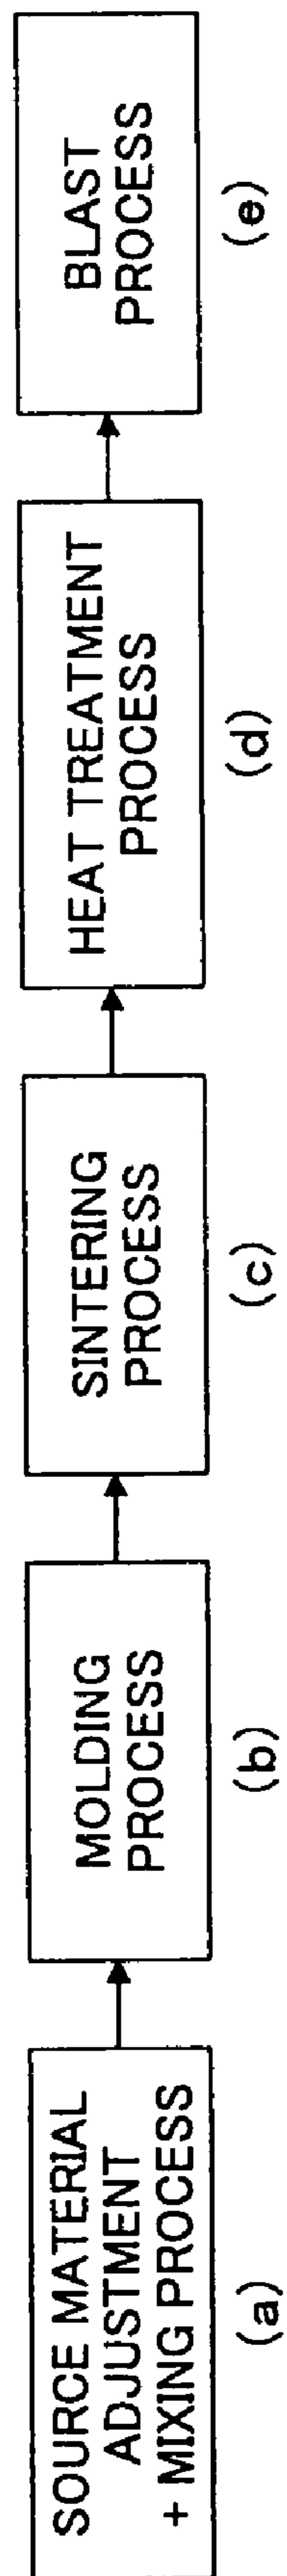 SOURCE MATERIAL
ADJUSTMENT
+ MIXING PROCESS
(a)
MOLDING
PROCESS
(b)
SINTERING
PROCESS
(c)
HEAT TREATMENT
PROCESS
(d)
BLAST
PROCESS
(e)